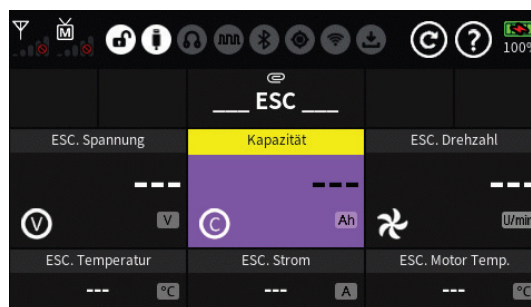 M C ? 100%
___ ESC ___
ESC. Spannung Kapazität ESC. Drehzahl
--- --- ---
V V C Ah U/min
ESC. Temperatur ESC. Strom ESC. Motor Temp.
--- °C --- A --- °C